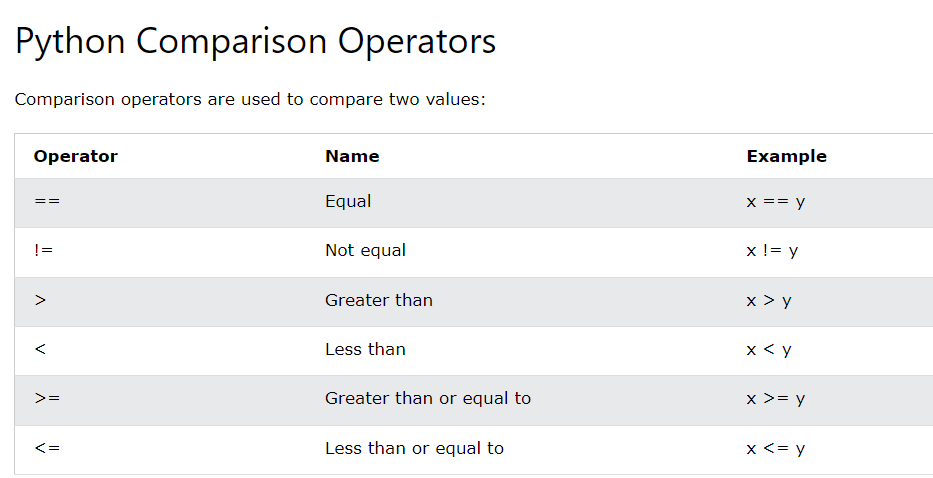 Python Comparison Operators
Comparison operators are used to compare two values:
Operator Name Example
== Equal x == y
!= Not equal x != y
> Greater than x > y
< Less than x < y
>= Greater than or equal to x >= y
<= Less than or equal to x <= y